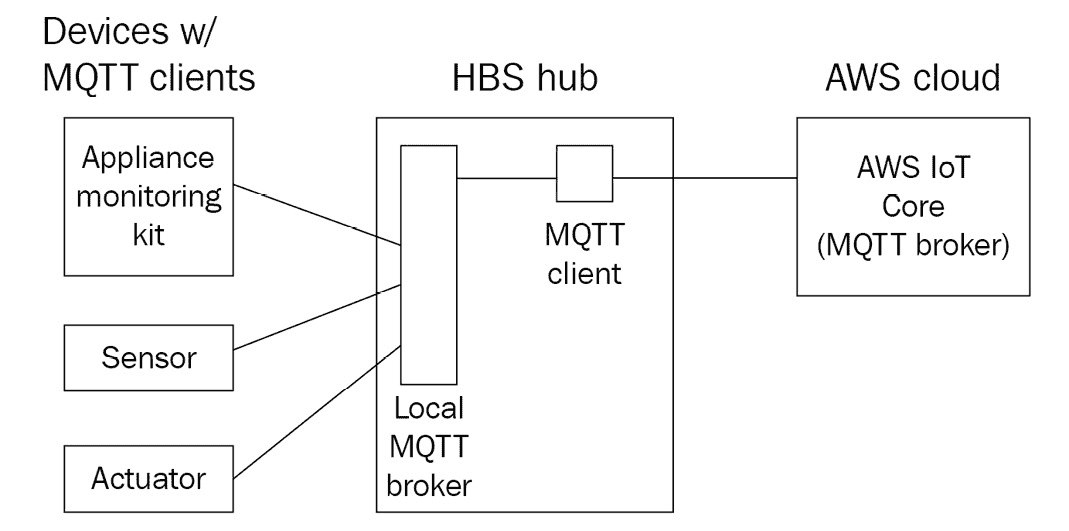 Devices w/
MQTT clients
HBS hub
AWS cloud
Appliance
monitoring
kit
Sensor
Actuator
Local
MQTT
broker
MQTT
client
AWS IoT
Core
(MQTT broker)